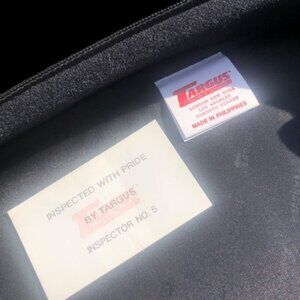 TARGUS
LONDON NEW YORK
LOS ANGELES
TORONTO SYDNEY
MADE IN PHILIPPINES
INSPECTED WITH PRIDE
BY TARGUS
INSPECTOR NO. 5